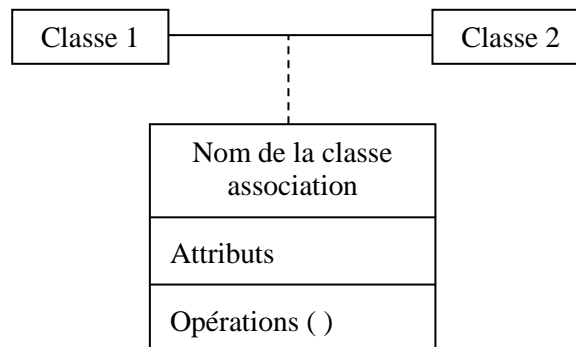 Classe 1
Classe 2
Nom de la classe
association
Attributs
Opérations ( )